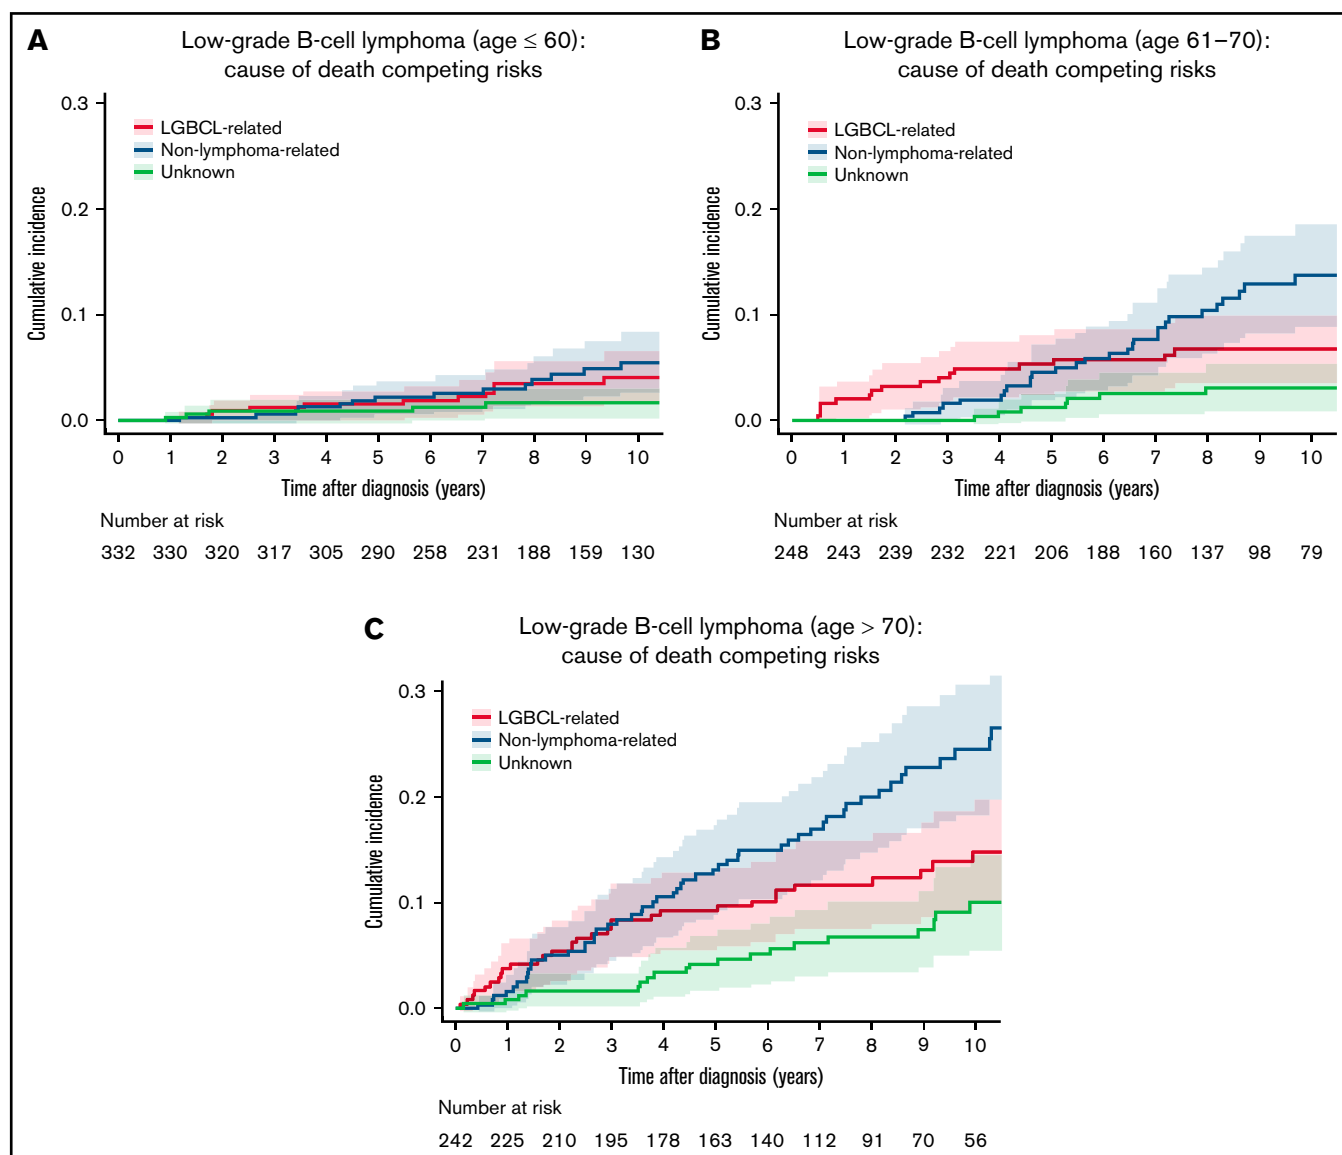 A
Low-grade B-cell lymphoma (age ≤ 60):
cause of death competing risks
Cumulative incidence
0.3
0.2
0.1
0.0
LGBCL-related
Non-lymphoma-related
Unknown
0 1 2 3 4 5 6 7 8 9 10
Time after diagnosis (years)
Number at risk
332 330 320 317 305 290 258 231 188 159 130
B
Low-grade B-cell lymphoma (age 61–70):
cause of death competing risks
Cumulative incidence
0.3
0.2
0.1
0.0
LGBCL-related
Non-lymphoma-related
Unknown
0 1 2 3 4 5 6 7 8 9 10
Time after diagnosis (years)
Number at risk
248 243 239 232 221 206 188 160 137 98 79
C
Low-grade B-cell lymphoma (age > 70):
cause of death competing risks
Cumulative incidence
0.3
0.2
0.1
0.0
LGBCL-related
Non-lymphoma-related
Unknown
0 1 2 3 4 5 6 7 8 9 10
Time after diagnosis (years)
Number at risk
242 225 210 195 178 163 140 112 91 70 56